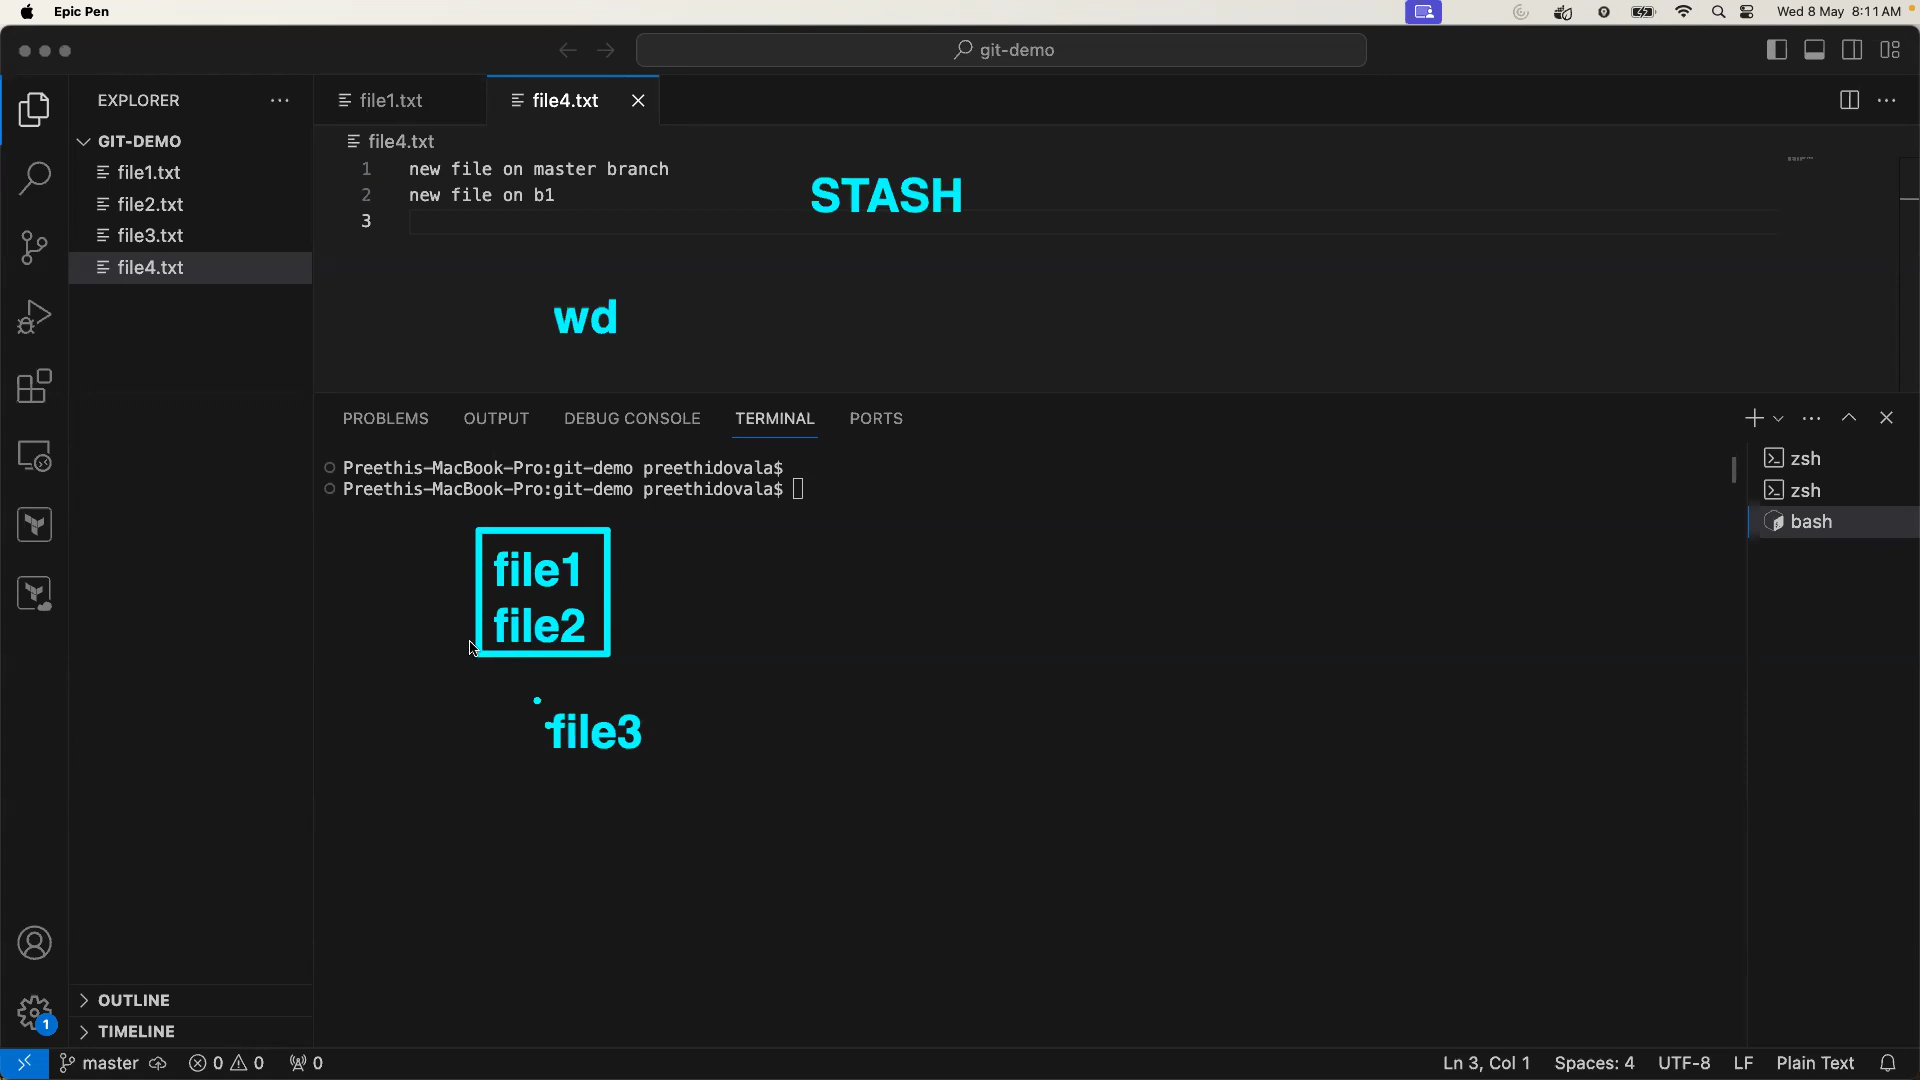 Epic Pen
Wed 8 May 8:11 AM
git-demo
EXPLORER
GIT-DEMO
file1.txt
file2.txt
file3.txt
file4.txt
OUTLINE
TIMELINE
file1.txt
file4.txt
file4.txt
1 new file on master branch
2 new file on b1
3
STASH
wd
PROBLEMS OUTPUT DEBUG CONSOLE TERMINAL PORTS
Preethis-MacBook-Pro:git-demo preethidovala$
Preethis-MacBook-Pro:git-demo preethidovala$
file1
file2
file3
zsh
zsh
bash
1
master 0 0 0
Ln 3, Col 1 Spaces: 4 UTF-8 LF Plain Text